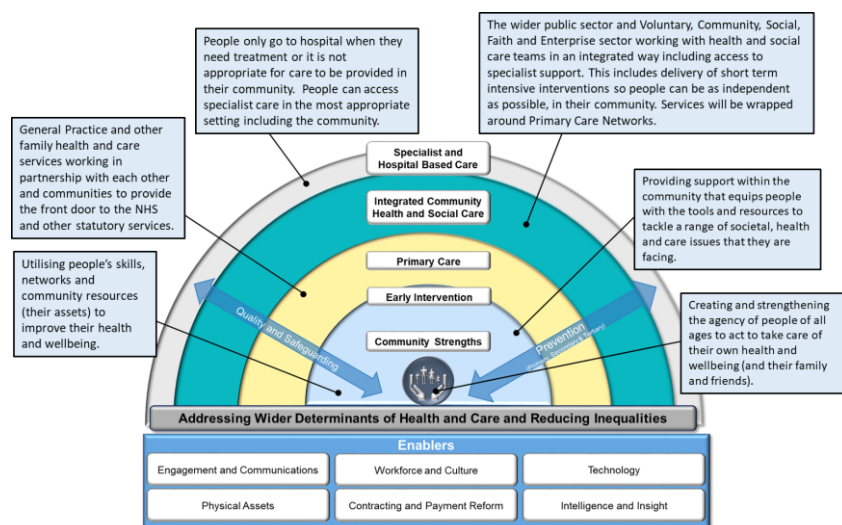 People only go to hospital when they
need treatment or it is not
appropriate for care to be provided in
their community. People can access
specialist care in the most appropriate
setting including the community.
The wider public sector and Voluntary, Community, Social,
Faith and Enterprise sector working with health and social
care teams in an integrated way including access to
specialist support. This includes delivery of short term
intensive interventions so people can be as independent
as possible, in their community. Services will be wrapped
around Primary Care Networks.
General Practice and other
family health and care
services working in
partnership with each other
and communities to provide
the front door to the NHS
and other statutory services.
Specialist and
Hospital Based Care
Integrated Community
Health and Social Care
Providing support within the
community that equips people
with the tools and resources to
tackle a range of societal, health
and care issues that they are
facing.
Utilising people's skills,
networks and
community resources
(their assets) to
improve their health
and wellbeing.
Primary Care
Early Intervention
Quality and Safeguarding
Community Strengths
Prevention
(Primary, Secondary & Tertiary)
Creating and strengthening
the agency of people of all
ages to act to take care of
their own health and
wellbeing (and their family
and friends).
Addressing Wider Determinants of Health and Care and Reducing Inequalities
Enablers
Engagement and Communications
Workforce and Culture
Technology
Physical Assets
Contracting and Payment Reform
Intelligence and Insight